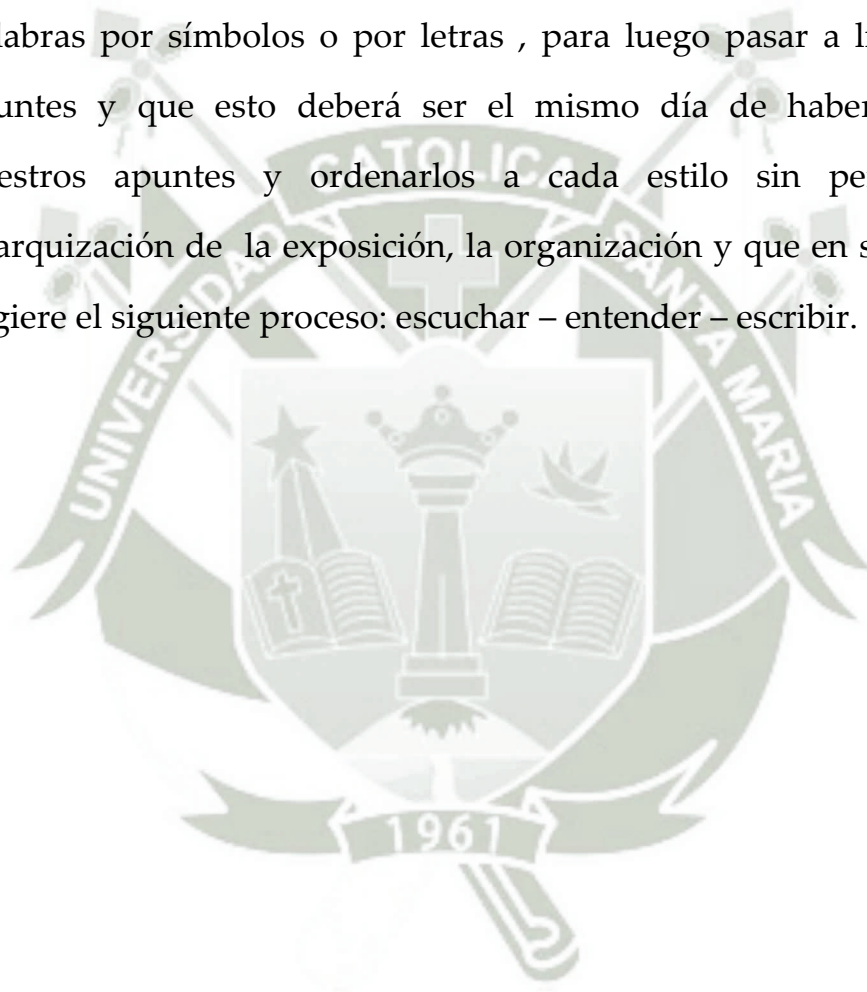 labras por símbolos o por letras , para luego pasar a
untes y que esto deberá ser el mismo día de haber
estros apuntes y ordenarlos a cada estilo sin
arquización de la exposición, la organización y que en
giere el siguiente proceso: escuchar – entender – escribir.
UNIVERSIDAD CATOLICA SANTA MARIA
1961